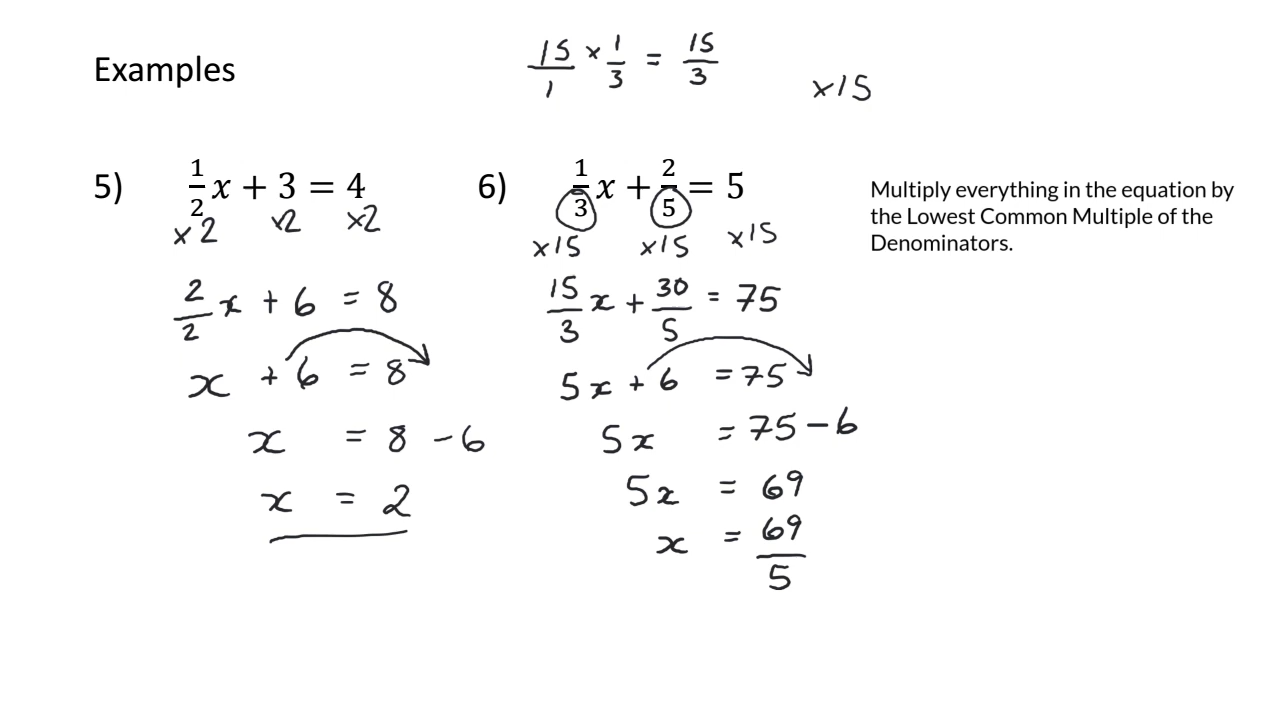 Examples
15/1 × 1/3 = 15/3
×15
5) 1/2 x + 3 = 4
×2 ×2 ×2
2/2 x + 6 = 8
x + 6 = 8
x = 8 - 6
x = 2
6) 1/3 x + 2/5 = 5
×15 ×15 ×15
15/3 x + 30/5 = 75
5x + 6 = 75
5x = 75 - 6
5x = 69
x = 69/5
Multiply everything in the equation by
the Lowest Common Multiple of the
Denominators.